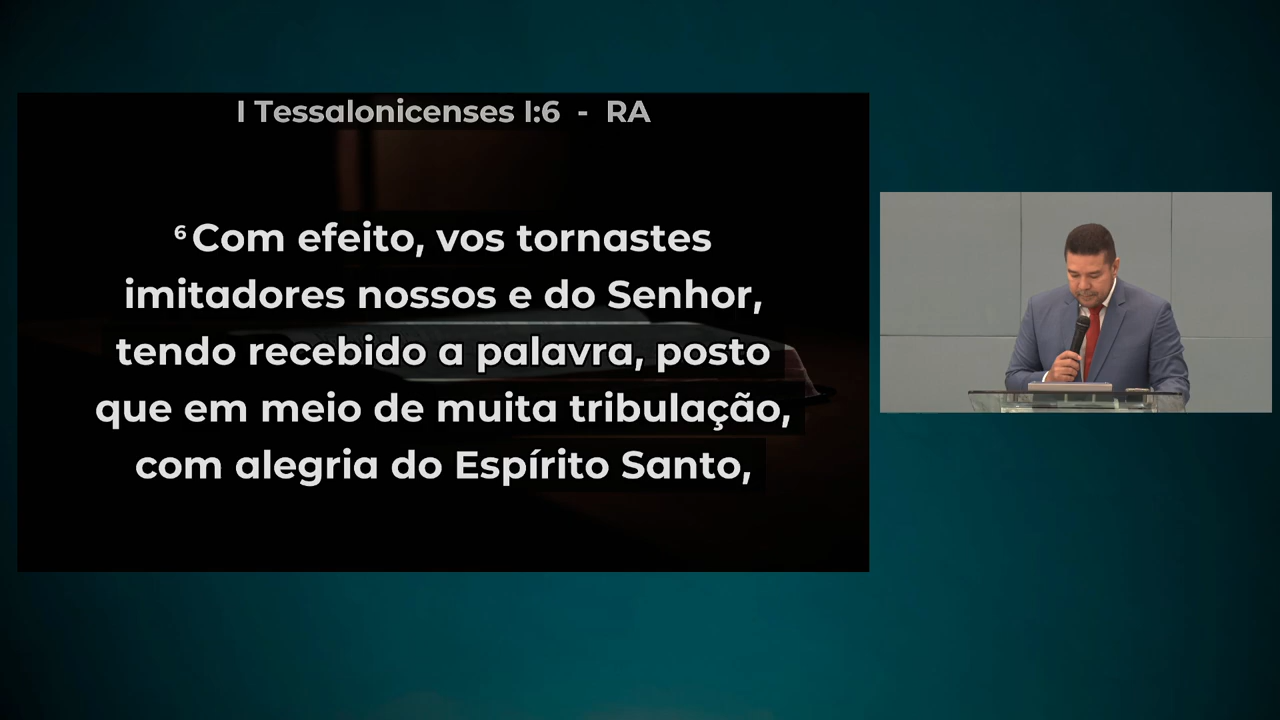 I Tessalonicenses I:6 - RA
6 Com efeito, vos tornastes
imitadores nossos e do Senhor,
tendo recebido a palavra, posto
que em meio de muita tribulação,
com alegria do Espírito Santo,